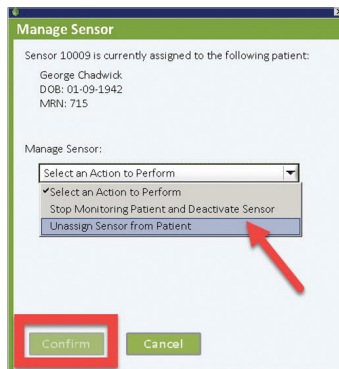 Manage Sensor
Sensor 10009 is currently assigned to the following patient:
George Chadwick
DOB: 01-09-1942
MRN: 715
Manage Sensor:
Select an Action to Perform
✔Select an Action to Perform
Stop Monitoring Patient and Deactivate Sensor
Unassign Sensor from Patient
Confirm
Cancel